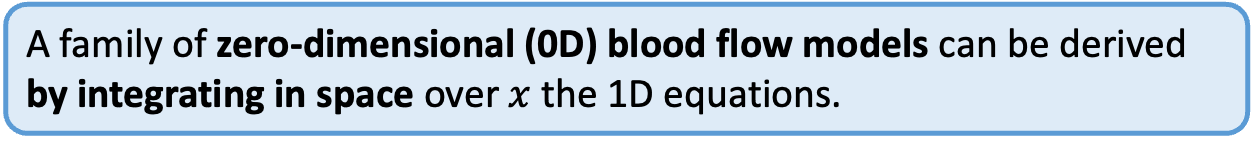 A family of zero-dimensional (0D) blood flow models can be derived
by integrating in space over x the 1D equations.